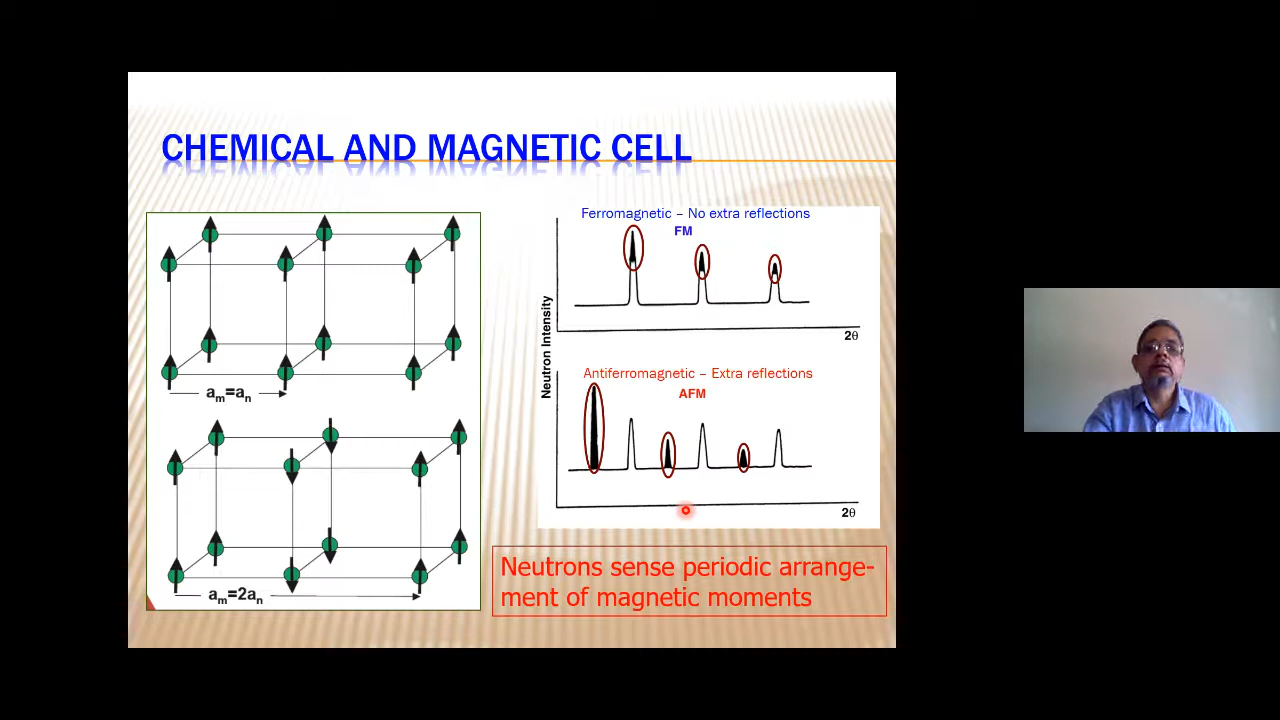 CHEMICAL AND MAGNETIC CELL
am=an
am=2an
Ferromagnetic – No extra reflections
FM
Neutron Intensity
2θ
Antiferromagnetic – Extra reflections
AFM
2θ
Neutrons sense periodic arrange-
ment of magnetic moments